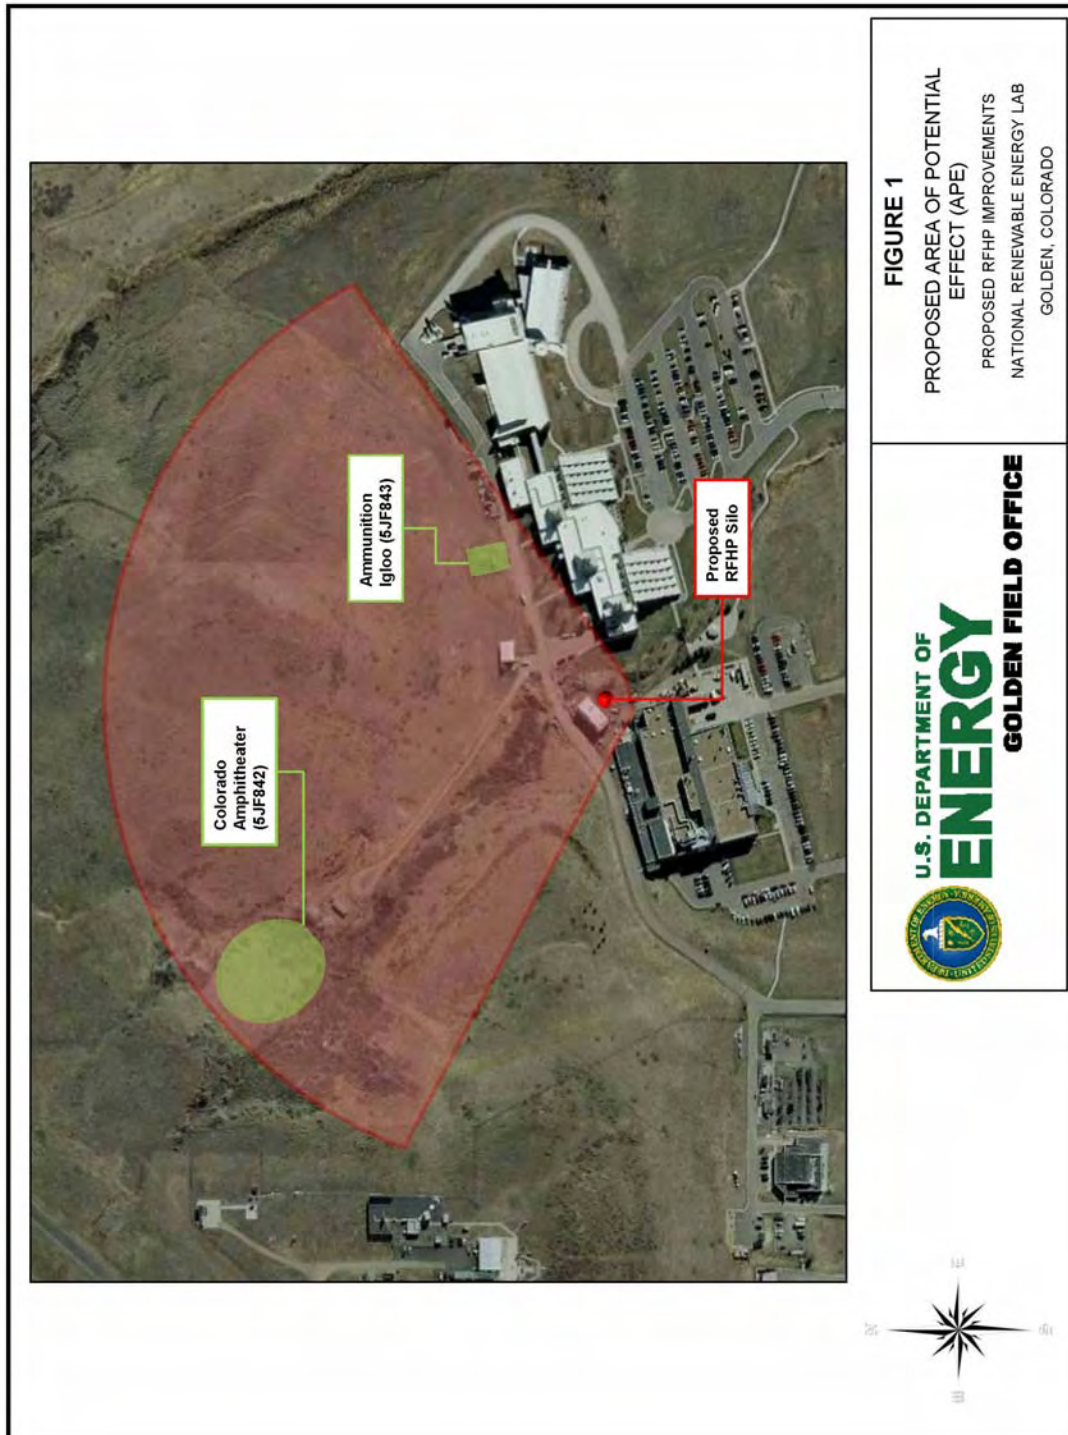 Colorado
Amphitheater
(5JF842)
Ammunition
Igloo (5JF843)
Proposed
RFHP Silo
N
E
S
W
U.S. DEPARTMENT OF
ENERGY
GOLDEN FIELD OFFICE
FIGURE 1
PROPOSED AREA OF POTENTIAL
EFFECT (APE)
PROPOSED RFHP IMPROVEMENTS
NATIONAL RENEWABLE ENERGY LAB
GOLDEN, COLORADO